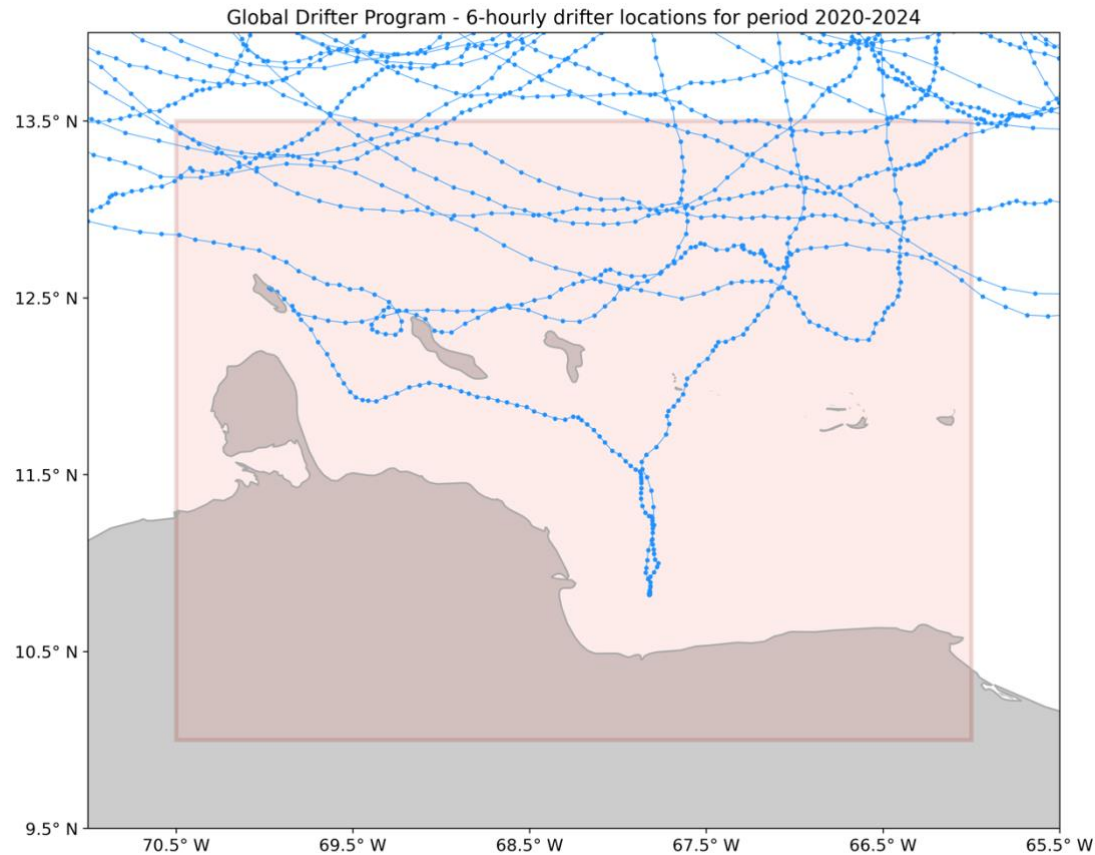 Global Drifter Program - 6-hourly drifter locations for period 2020-2024
13.5° N
12.5° N
11.5° N
10.5° N
9.5° N
70.5° W
69.5° W
68.5° W
67.5° W
66.5° W
65.5° W